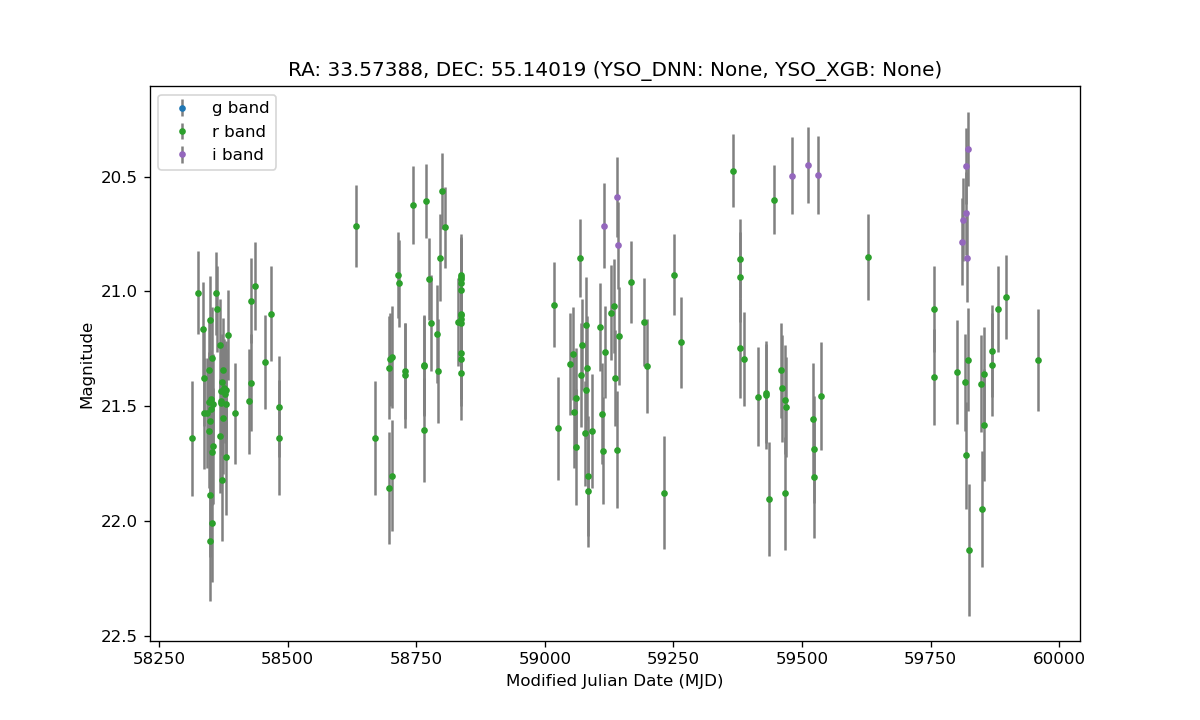 RA: 33.57388, DEC: 55.14019 (YSO_DNN: None, YSO_XGB: None)
g band
r band
i band
Magnitude
20.5
21.0
21.5
22.0
22.5
58250 58500 58750 59000 59250 59500 59750 60000
Modified Julian Date (MJD)